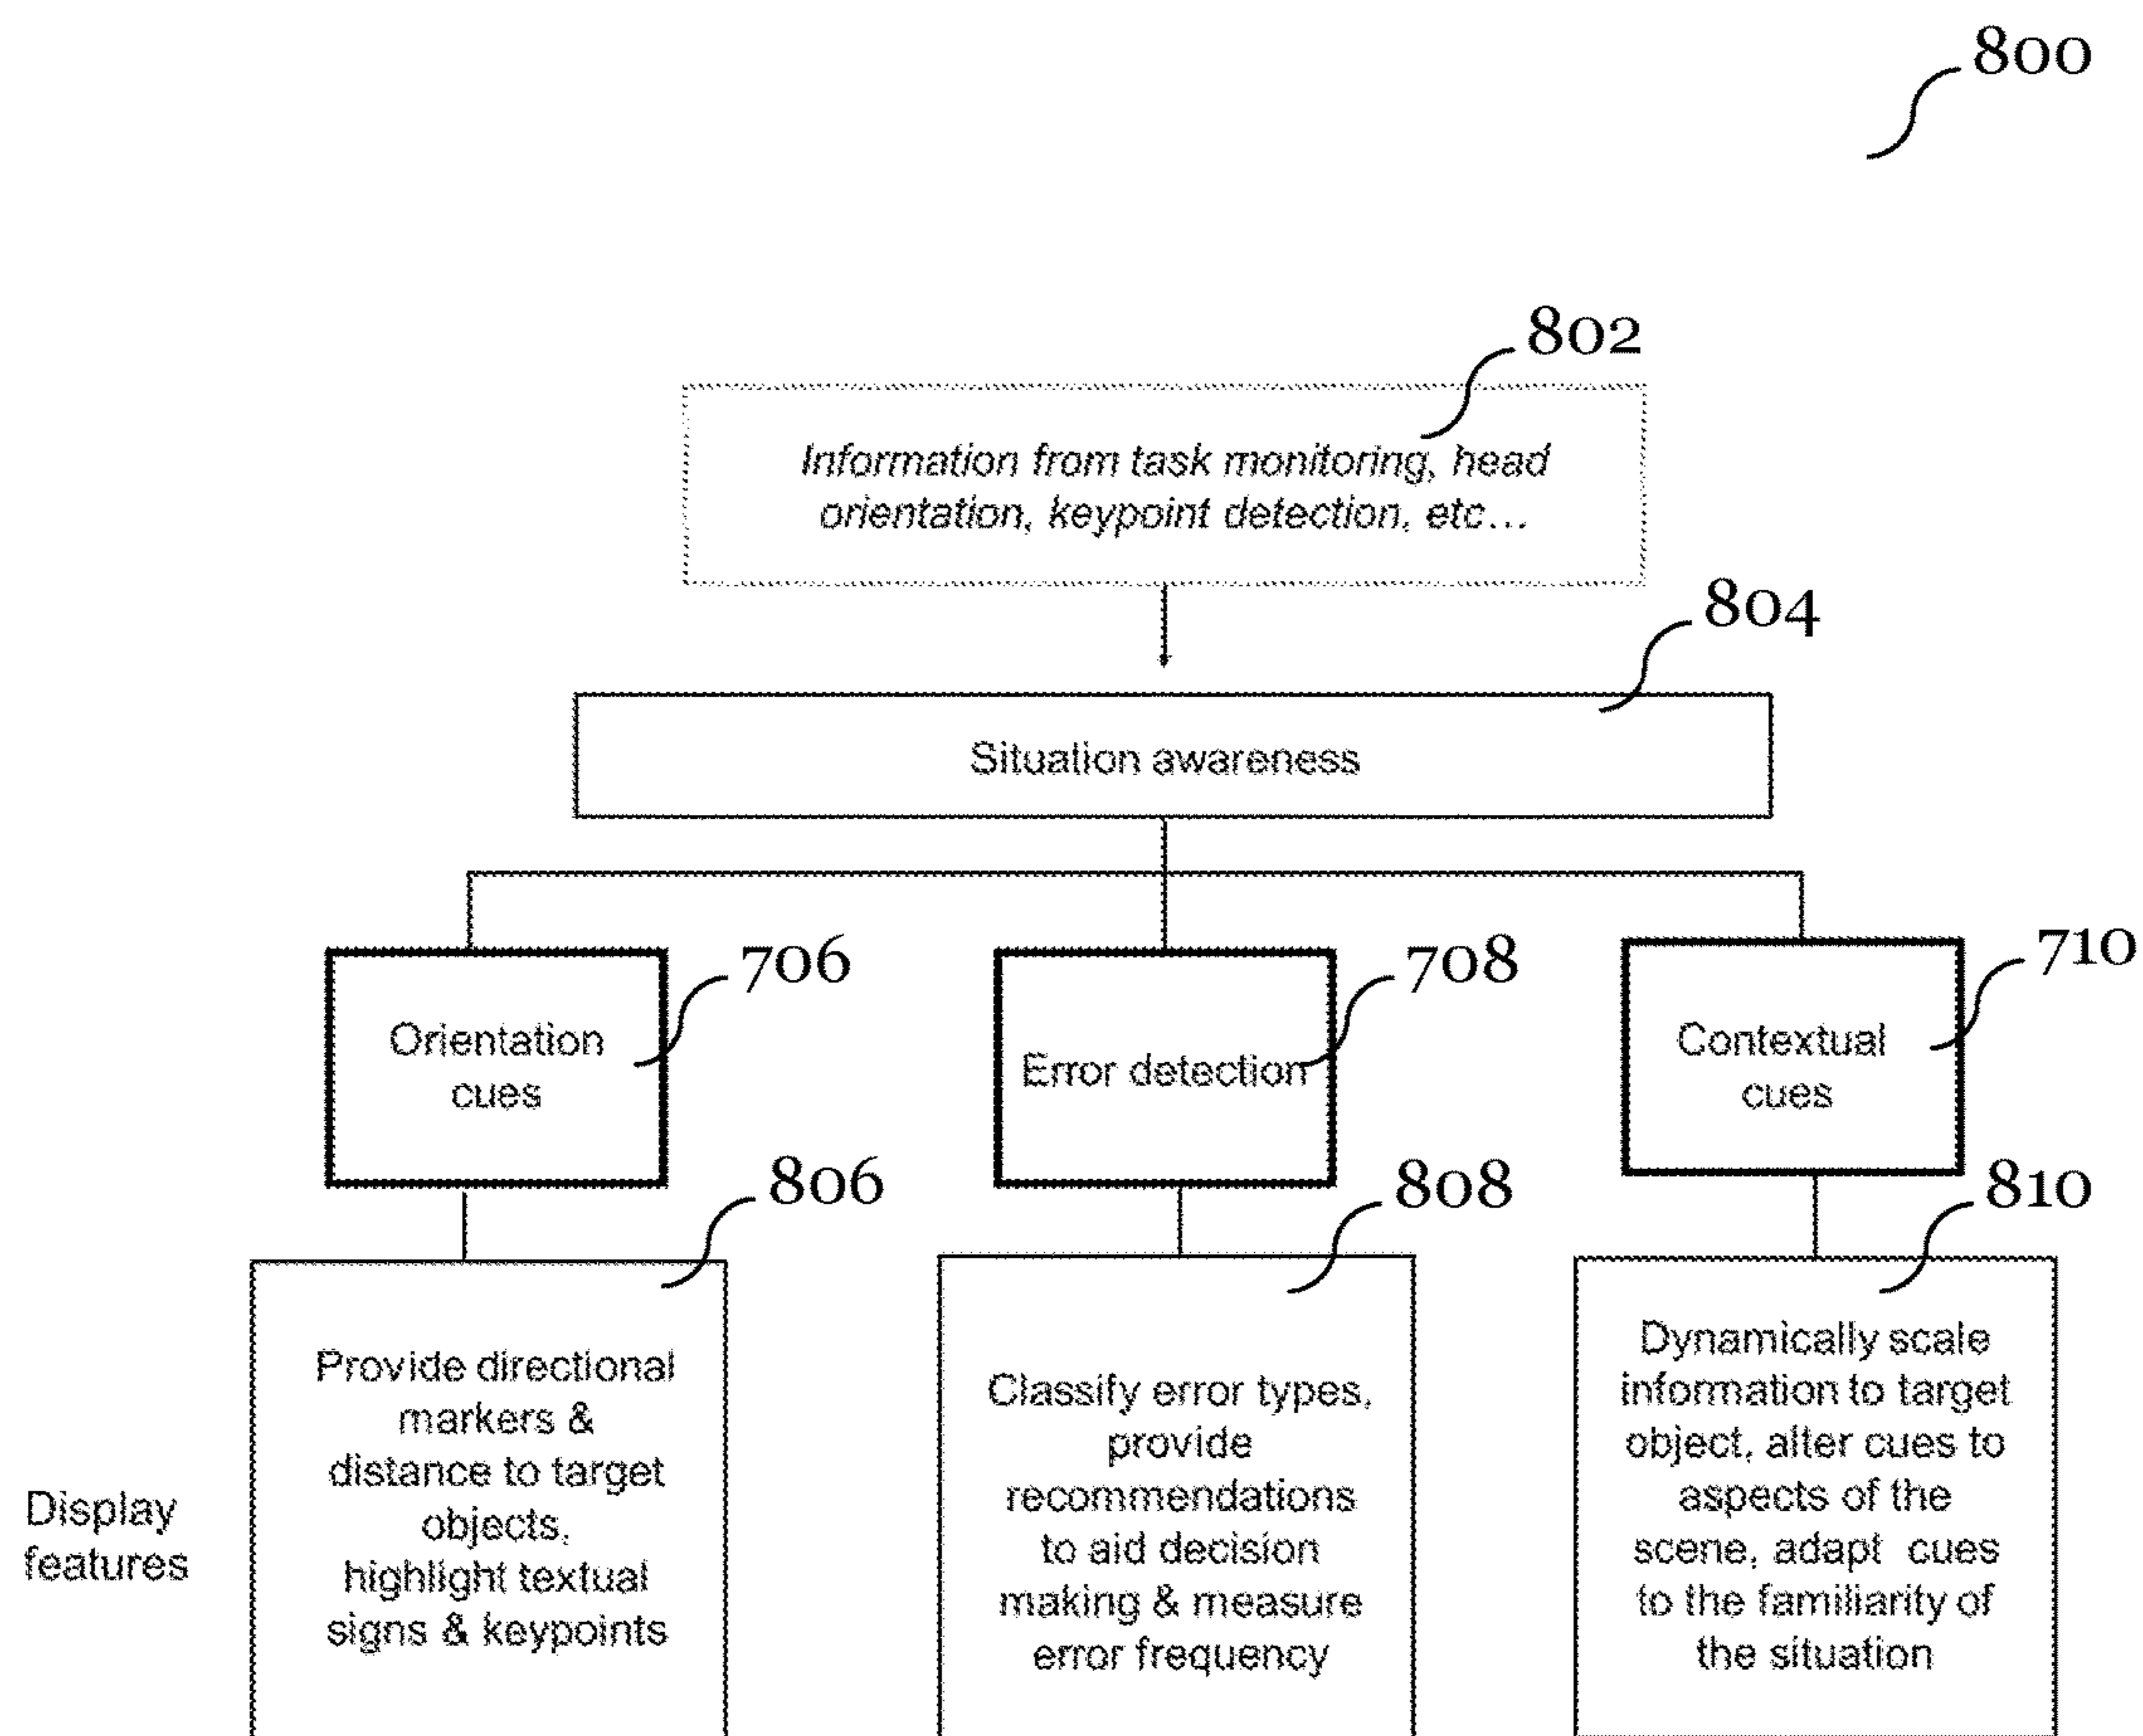 800
802
Information from task monitoring, head
orientation, keypoint detection, etc...
804
Situation awareness
706
708
710
Orientation
cues
Error detection
Contextual
cues
806
808
810
Display
features
Provide directional
markers &
distance to target
objects,
highlight textual
signs & keypoints
Classify error types,
provide
recommendations
to aid decision
making & measure
error frequency
Dynamically scale
information to target
object, alter cues to
aspects of the
scene, adapt cues
to the familiarity of
the situation